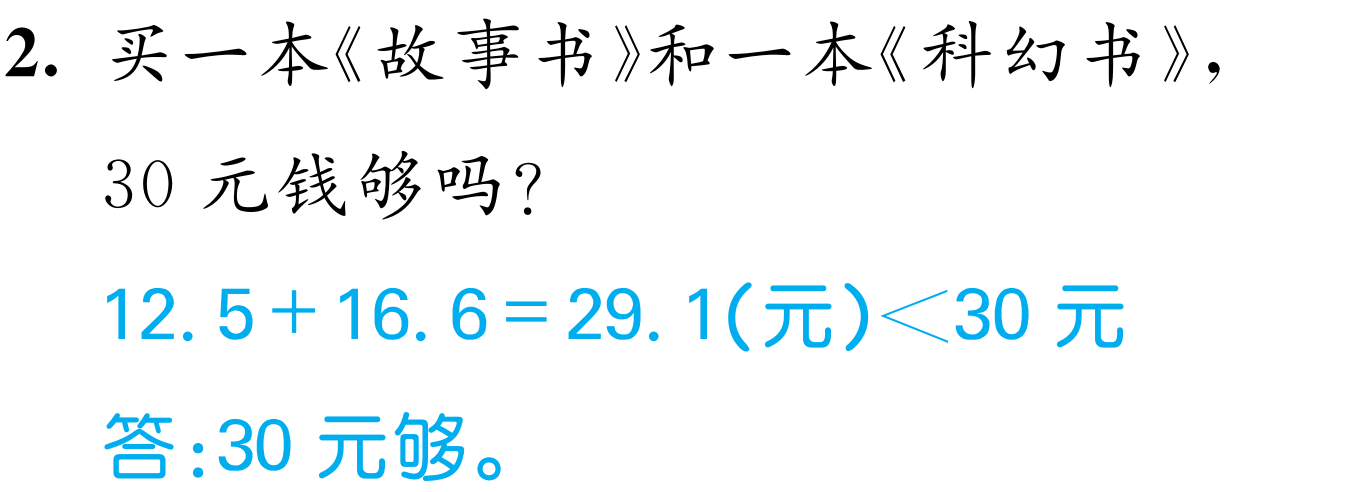 2. 买一本《故事书》和一本《科幻书》，
30 元钱够吗？
12.5+16.6=29.1(元)<30 元
答:30 元够。